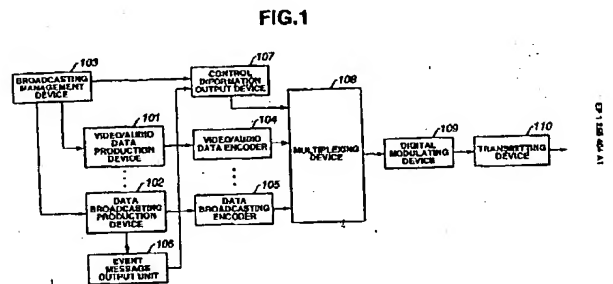 FIG.1
103
BROADCASTING
MANAGEMENT
DEVICE
107
CONTROL
INFORMATION
OUTPUT DEVICE
108
MULTIPLEXING
DEVICE
101
VIDEO/AUDIO
DATA
PRODUCTION
DEVICE
104
VIDEO/AUDIO
DATA ENCODER
109
DIGITAL
MODULATING
DEVICE
110
TRANSMITTING
DEVICE
102
DATA
BROADCASTING
PRODUCTION
DEVICE
105
DATA
BROADCASTING
ENCODER
106
EVENT
MESSAGE
OUTPUT UNIT